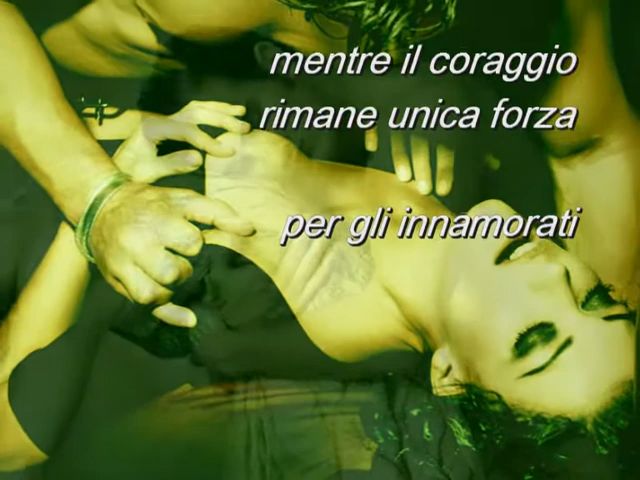 mentre il coraggio
rimane unica forza
per gli innamorati